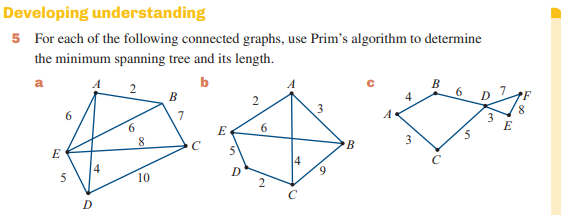 Developing understanding
5 For each of the following connected graphs, use Prim's algorithm to determine
the minimum spanning tree and its length.
a
A
2
B
6
6
7
8
C
E
4
5
10
D
b
A
2
3
E
6
B
5
4
D
9
2
C
c
B
4
6
D
7
F
A
8
3
E
3
5
C